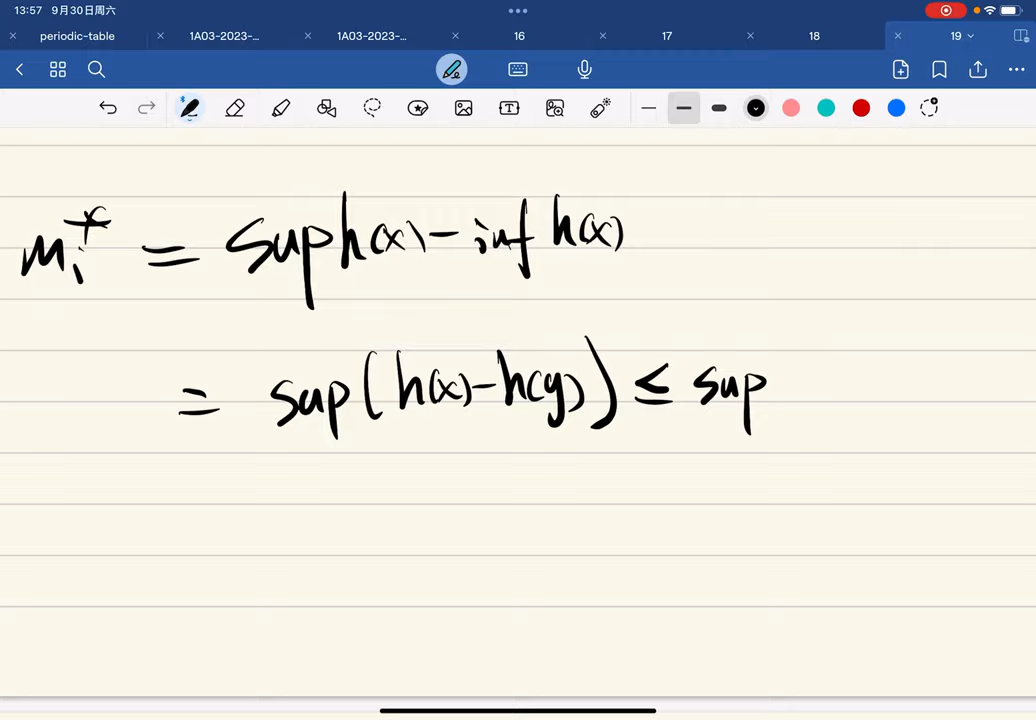 13:57 9月30日周六
periodic-table 1A03-2023-... 1A03-2023-... 16 17 18 19
mᵢ* = sup h(x) - inf h(x)
= sup(h(x) - h(y)) ≤ sup